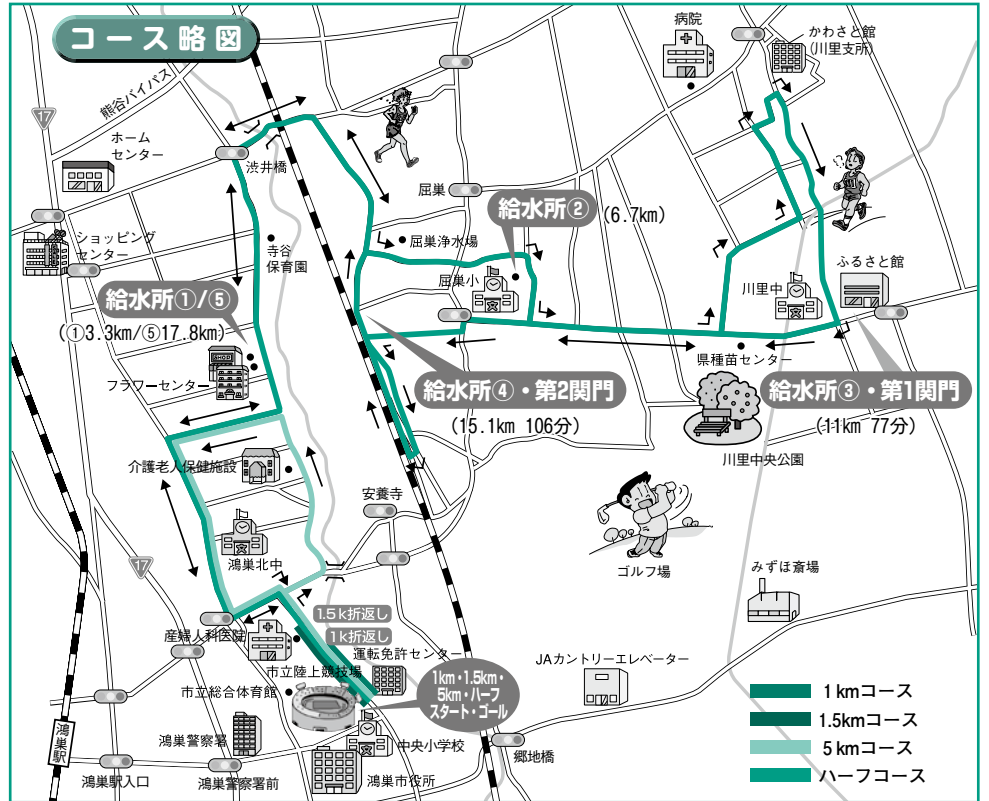 コース略図
病院
かわさと館
(川里支所)
熊谷バイパス
17
ホーム
センター
渋井橋
屈巣
給水所②
(6.7km)
ショッピング
センター
寺谷
保育園
屈巣浄水場
屈巣小
川里中
ふるさと館
給水所①/⑤
(①3.3km/⑤17.8km)
フラワーセンター
県種苗センター
給水所④・第2関門
(15.1km 106分)
給水所③・第1関門
(11km 77分)
川里中央公園
介護老人保健施設
安養寺
鴻巣北中
17
ゴルフ場
みずほ斎場
産婦人科医院
1.5k折返し
1k折返し
運転免許センター
市立陸上競技場
市立総合体育館
1km・1.5km・
5km・ハーフ
スタート・ゴール
JAカントリーエレベーター
鴻巣駅
鴻巣警察署
中央小学校
郷地橋
鴻巣駅入口
鴻巣警察署前
鴻巣市役所
1kmコース
1.5kmコース
5kmコース
ハーフコース